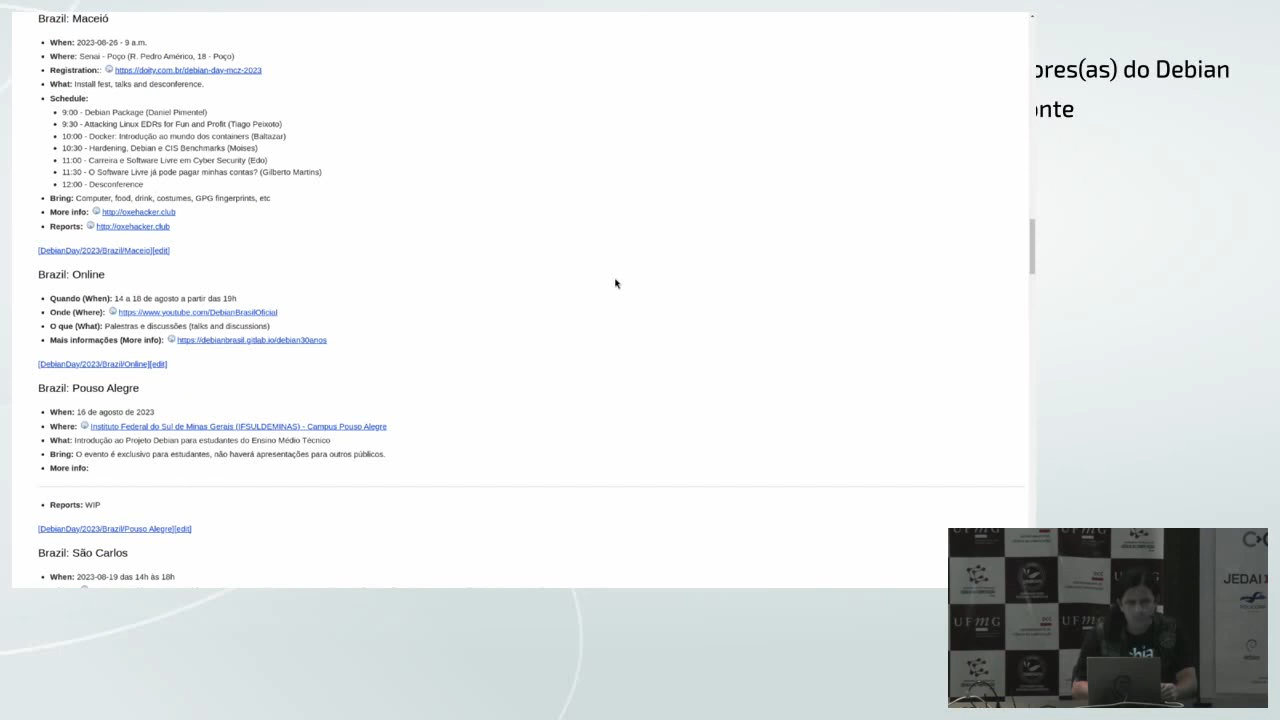 Brazil: Maceió
When: 2023-08-26 - 9 a.m.
Where: Senai - Poço (R. Pedro Américo, 18 - Poço)
Registration:: https://doity.com.br/debian-day-mcz-2023
What: Install fest, talks and desconference.
Schedule:
9:00 - Debian Package (Daniel Pimentel)
9:30 - Attacking Linux EDRs for Fun and Profit (Tiago Peixoto)
10:00 - Docker: Introdução ao mundo dos containers (Baltazar)
10:30 - Hardening, Debian e CIS Benchmarks (Moises)
11:00 - Carreira e Software Livre em Cyber Security (Edo)
11:30 - O Software Livre já pode pagar minhas contas? (Gilberto Martins)
12:00 - Desconference
Bring: Computer, food, drink, costumes, GPG fingerprints, etc
More info: http://oxehacker.club
Reports: http://oxehacker.club
[DebianDay/2023/Brazil/Maceio][edit]
Brazil: Online
Quando (When): 14 a 18 de agosto a partir das 19h
Onde (Where): https://www.youtube.com/DebianBrasilOficial
O que (What): Palestras e discussões (talks and discussions)
Mais informações (More info): https://debianbrasil.gitlab.io/debian30anos
[DebianDay/2023/Brazil/Online][edit]
Brazil: Pouso Alegre
When: 16 de agosto de 2023
Where: Instituto Federal do Sul de Minas Gerais (IFSULDEMINAS) - Campus Pouso Alegre
What: Introdução ao Projeto Debian para estudantes do Ensino Médio Técnico
Bring: O evento é exclusivo para estudantes, não haverá apresentações para outros públicos.
More info:
Reports: WIP
[DebianDay/2023/Brazil/Pouso Alegre][edit]
Brazil: São Carlos
When: 2023-08-19 das 14h às 18h
ores(as) do Debian
onte
UFMG
UFMG
JEDAI
UFMG
UFMG